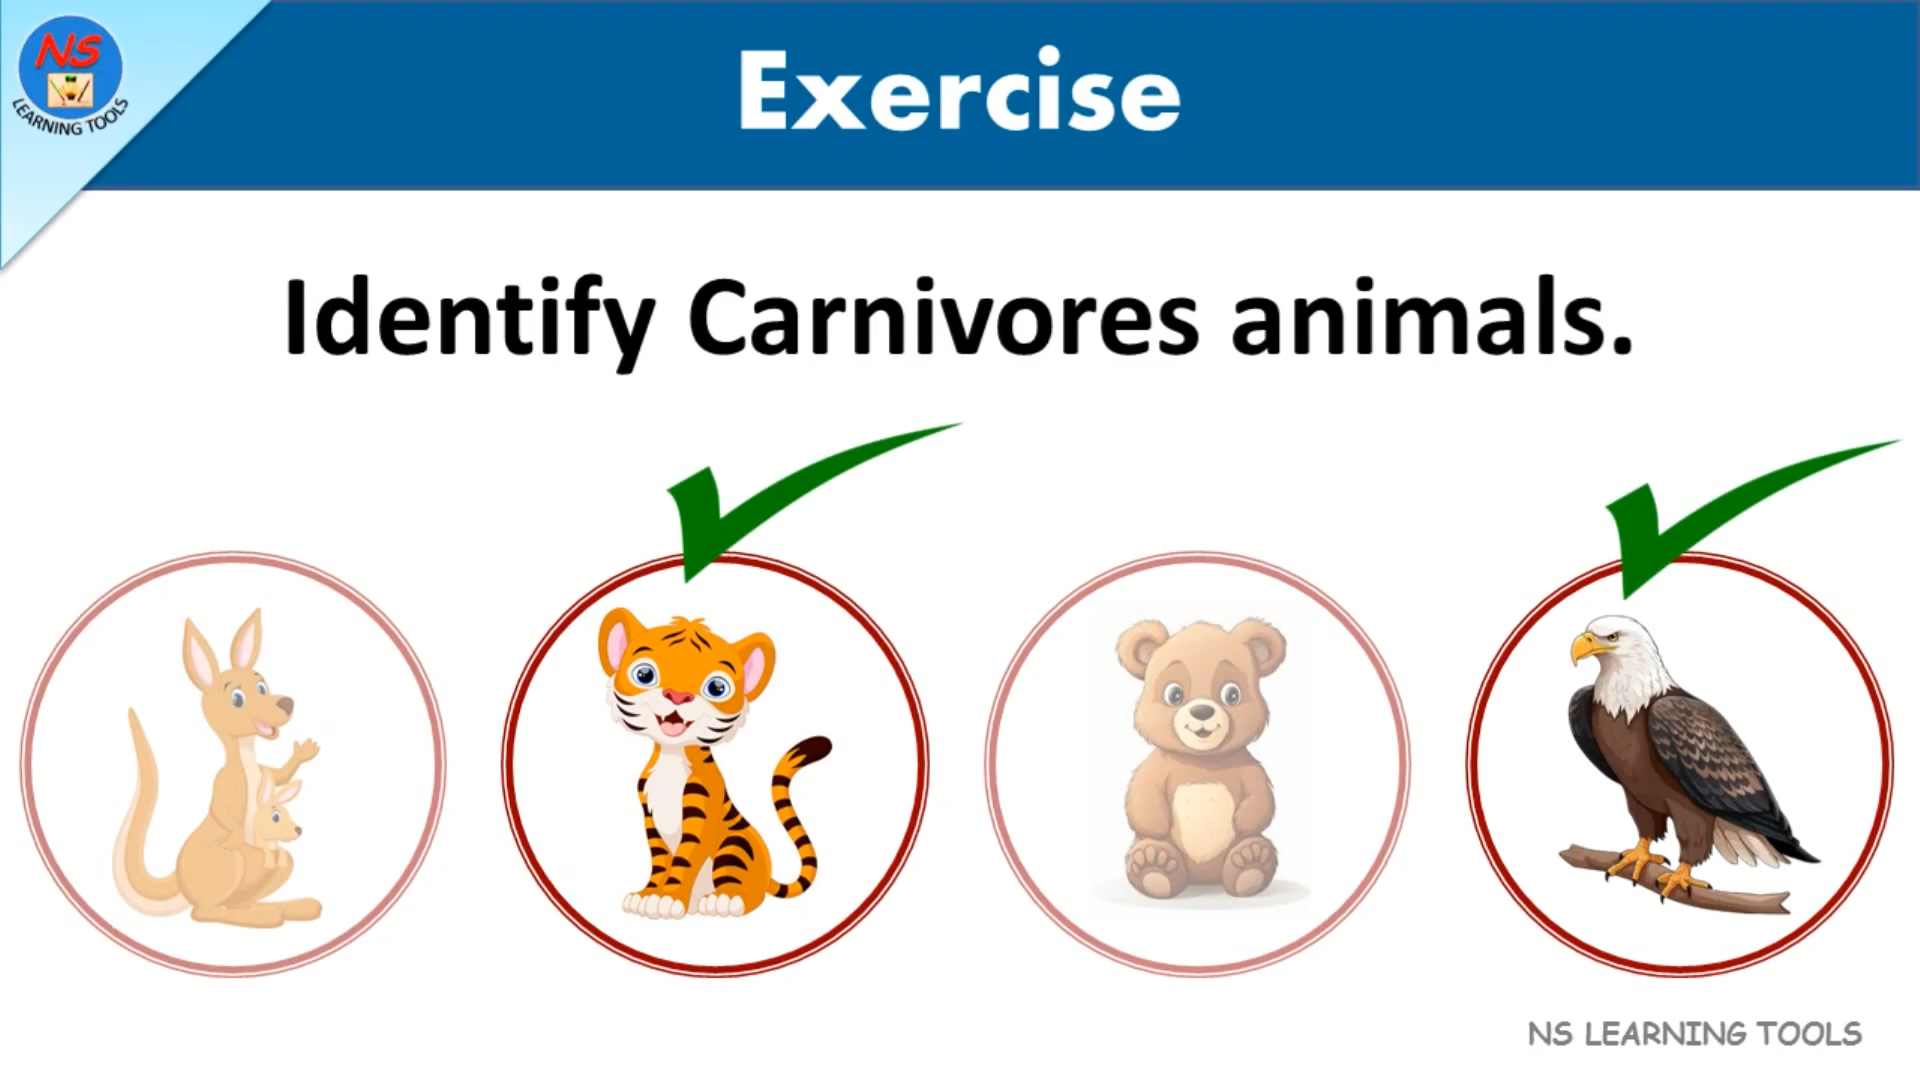 NS
LEARNING TOOLS
Exercise
Identify Carnivores animals.
NS LEARNING TOOLS